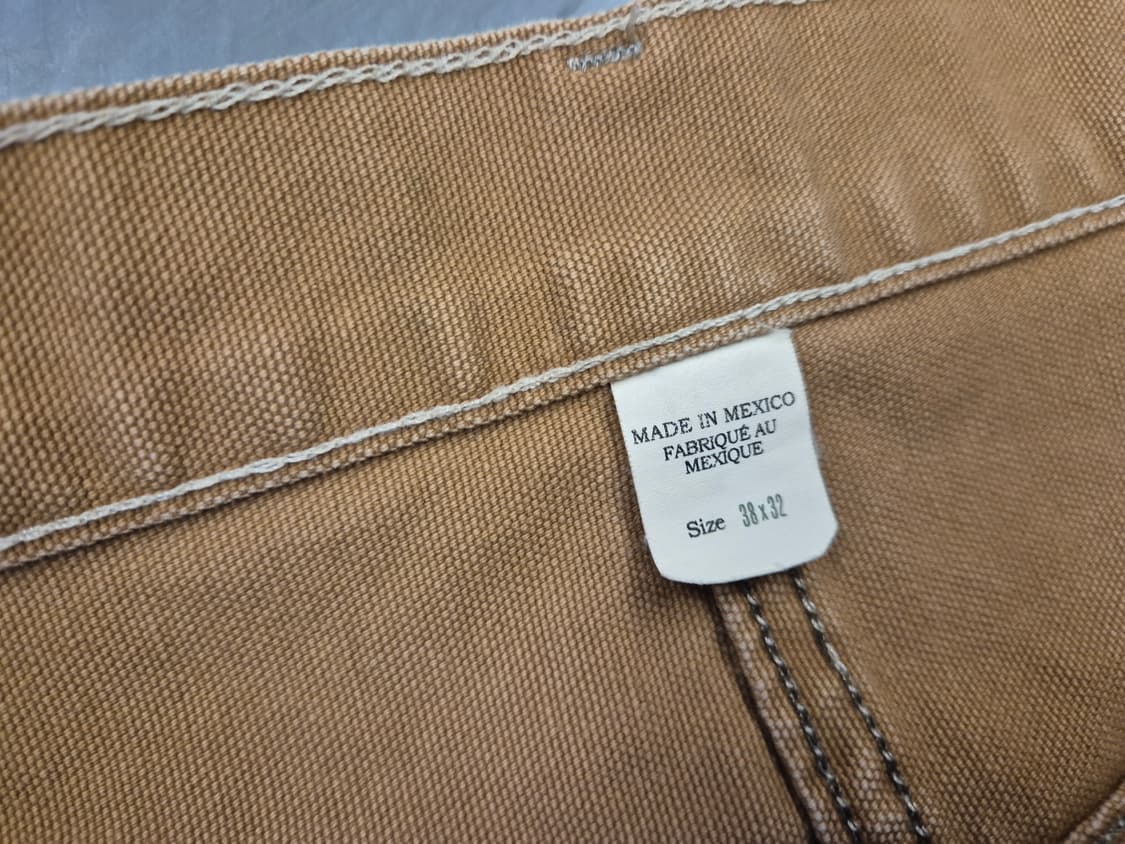 MADE IN MEXICO
FABRIQUÉ AU
MEXIQUE
Size 38x32